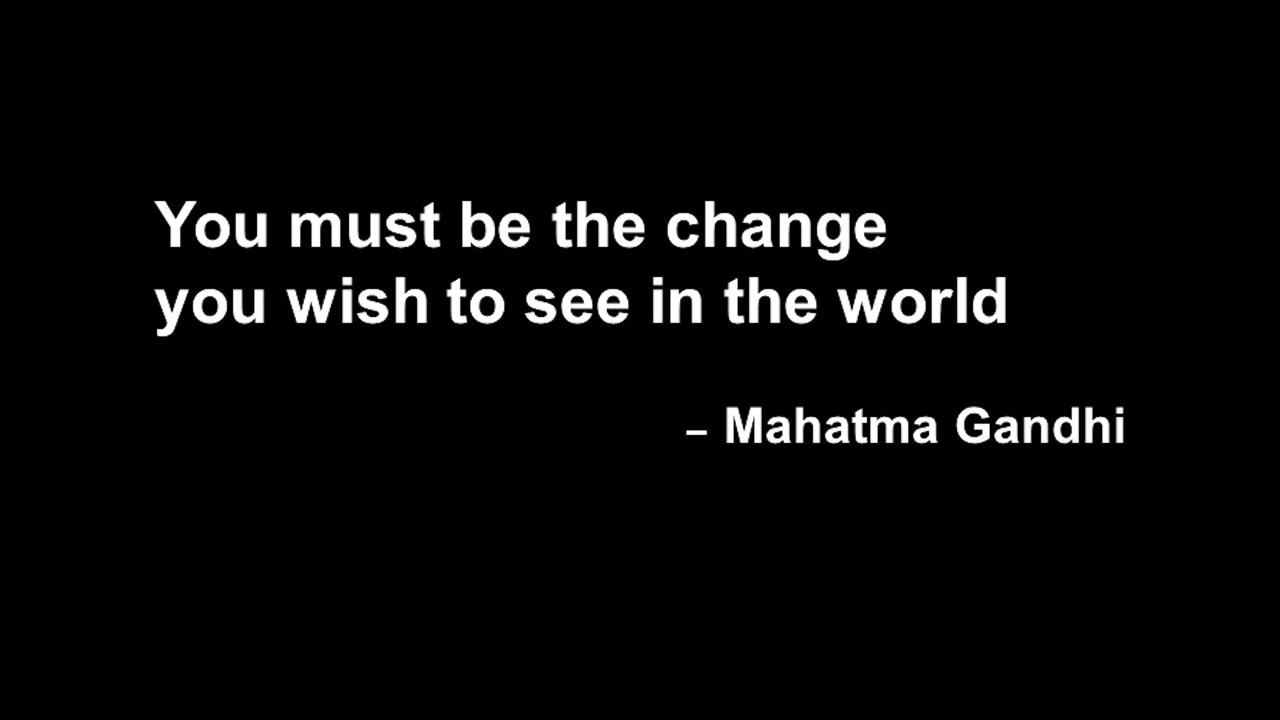 You must be the change
you wish to see in the world
– Mahatma Gandhi